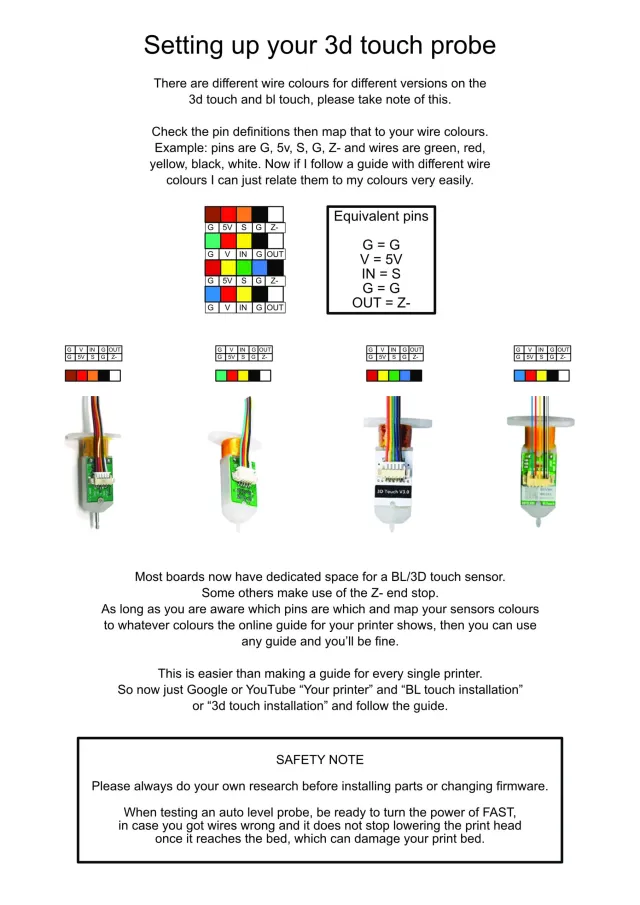 Setting up your 3d touch probe
There are different wire colours for different versions on the
3d touch and bl touch, please take note of this.
Check the pin definitions then map that to your wire colours.
Example: pins are G, 5v, S, G, Z- and wires are green, red,
yellow, black, white. Now if I follow a guide with different wire
colours I can just relate them to my colours very easily.
G 5V S G Z-
G V IN G OUT
G 5V S G Z-
G V IN G OUT
Equivalent pins
G = G
V = 5V
IN = S
G = G
OUT = Z-
G V IN G OUT
G 5V S G Z-
G V IN G OUT
G 5V S G Z-
G V IN G OUT
G 5V S G Z-
G V IN G OUT
G 5V S G Z-
3D Touch V3.0
Most boards now have dedicated space for a BL/3D touch sensor.
Some others make use of the Z- end stop.
As long as you are aware which pins are which and map your sensors colours
to whatever colours the online guide for your printer shows, then you can use
any guide and you’ll be fine.
This is easier than making a guide for every single printer.
So now just Google or YouTube “Your printer” and “BL touch installation”
or “3d touch installation” and follow the guide.
SAFETY NOTE
Please always do your own research before installing parts or changing firmware.
When testing an auto level probe, be ready to turn the power of FAST,
in case you got wires wrong and it does not stop lowering the print head
once it reaches the bed, which can damage your print bed.